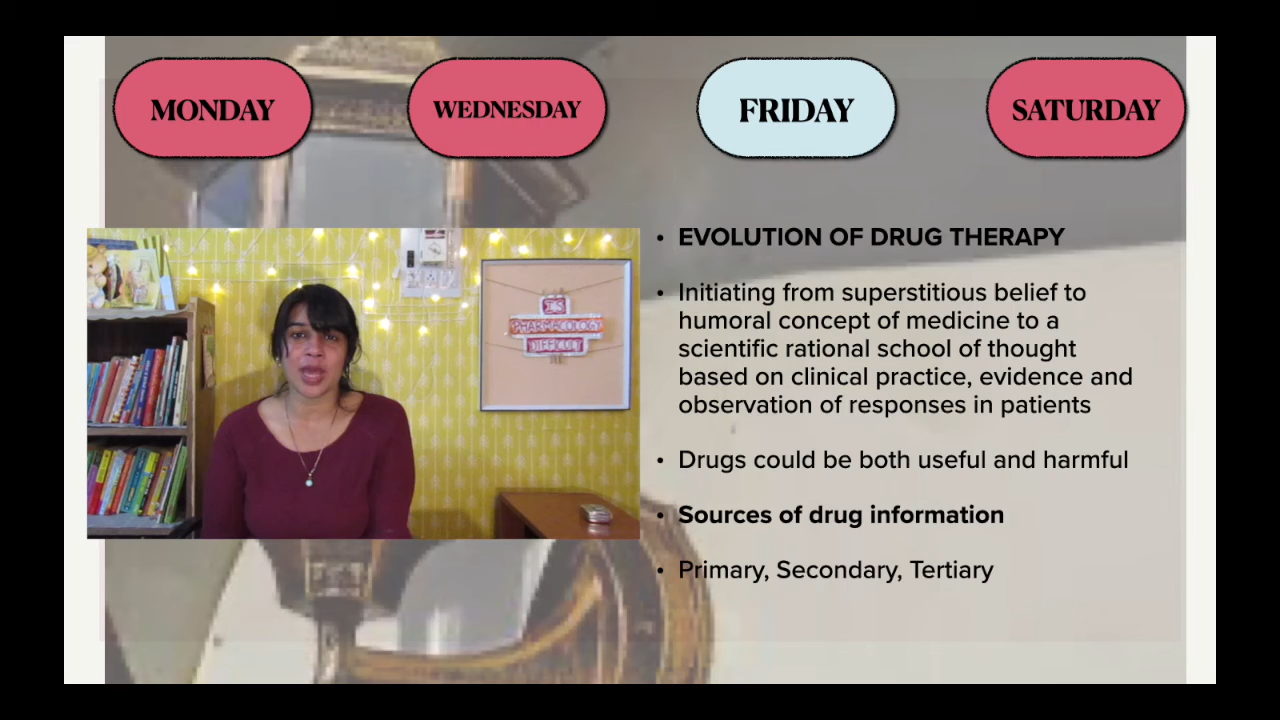 MONDAY
WEDNESDAY
FRIDAY
SATURDAY
• EVOLUTION OF DRUG THERAPY
• Initiating from superstitious belief to
humoral concept of medicine to a
scientific rational school of thought
based on clinical practice, evidence and
observation of responses in patients
• Drugs could be both useful and harmful
• Sources of drug information
• Primary, Secondary, Tertiary
I'S
PHARMACOLOGY
DIFFICULT